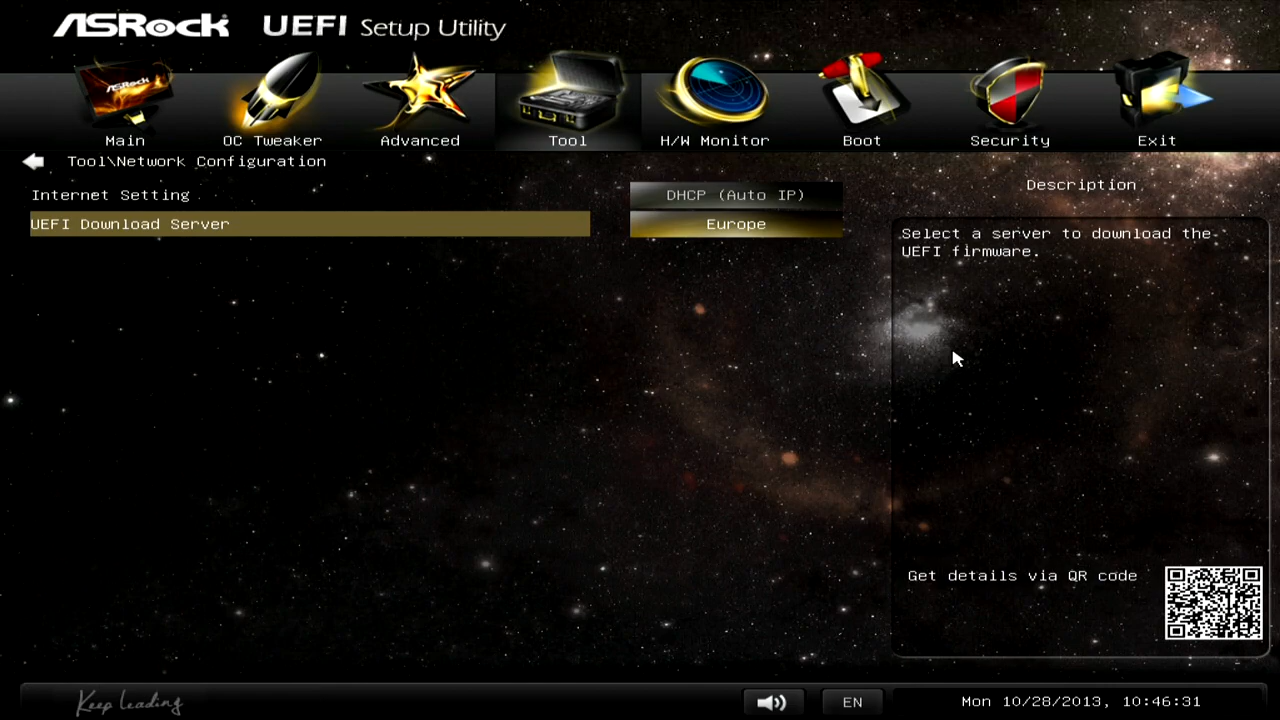 ASRock UEFI Setup Utility
ASRock
Main OC Tweaker Advanced Tool H/W Monitor Boot Security Exit
Tool\Network Configuration
Internet Setting DHCP (Auto IP)
UEFI Download Server Europe
Description
Select a server to download the
UEFI firmware.
Get details via QR code
Keep Leading
EN
Mon 10/28/2013, 10:46:31